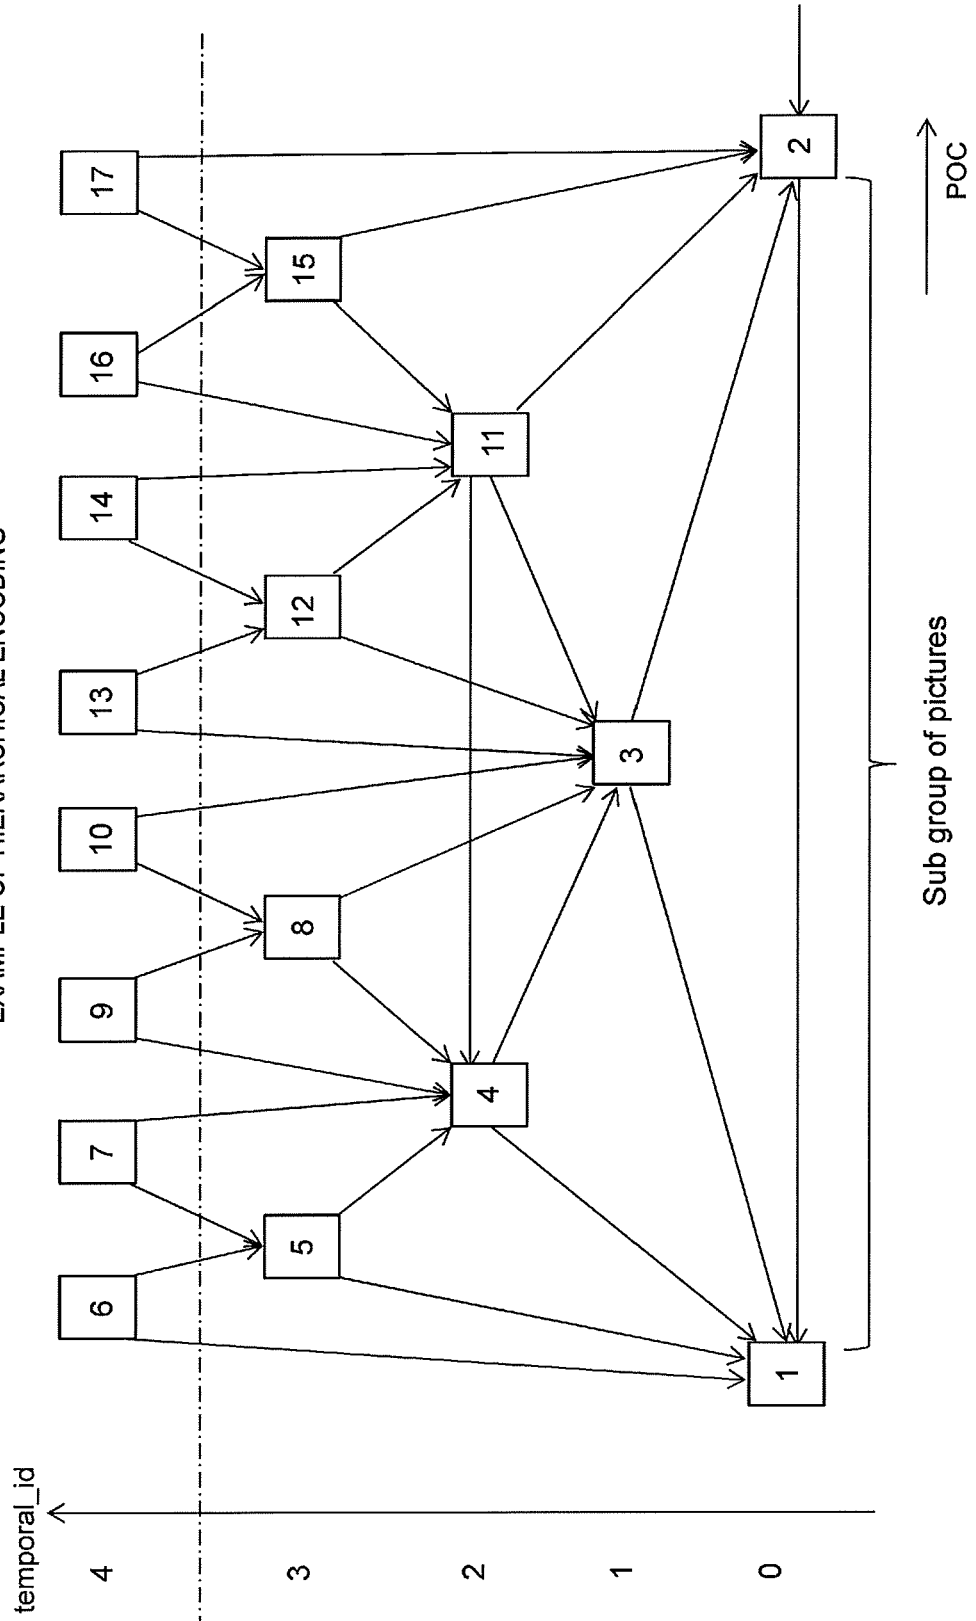 EXAMPLE OF HIERARCHICAL ENCODING
temporal_id
4 6 7 9 10 13 14 16 17
3 5 8 12 15
2 4 11
1 3
0 1 2
Sub group of pictures
POC